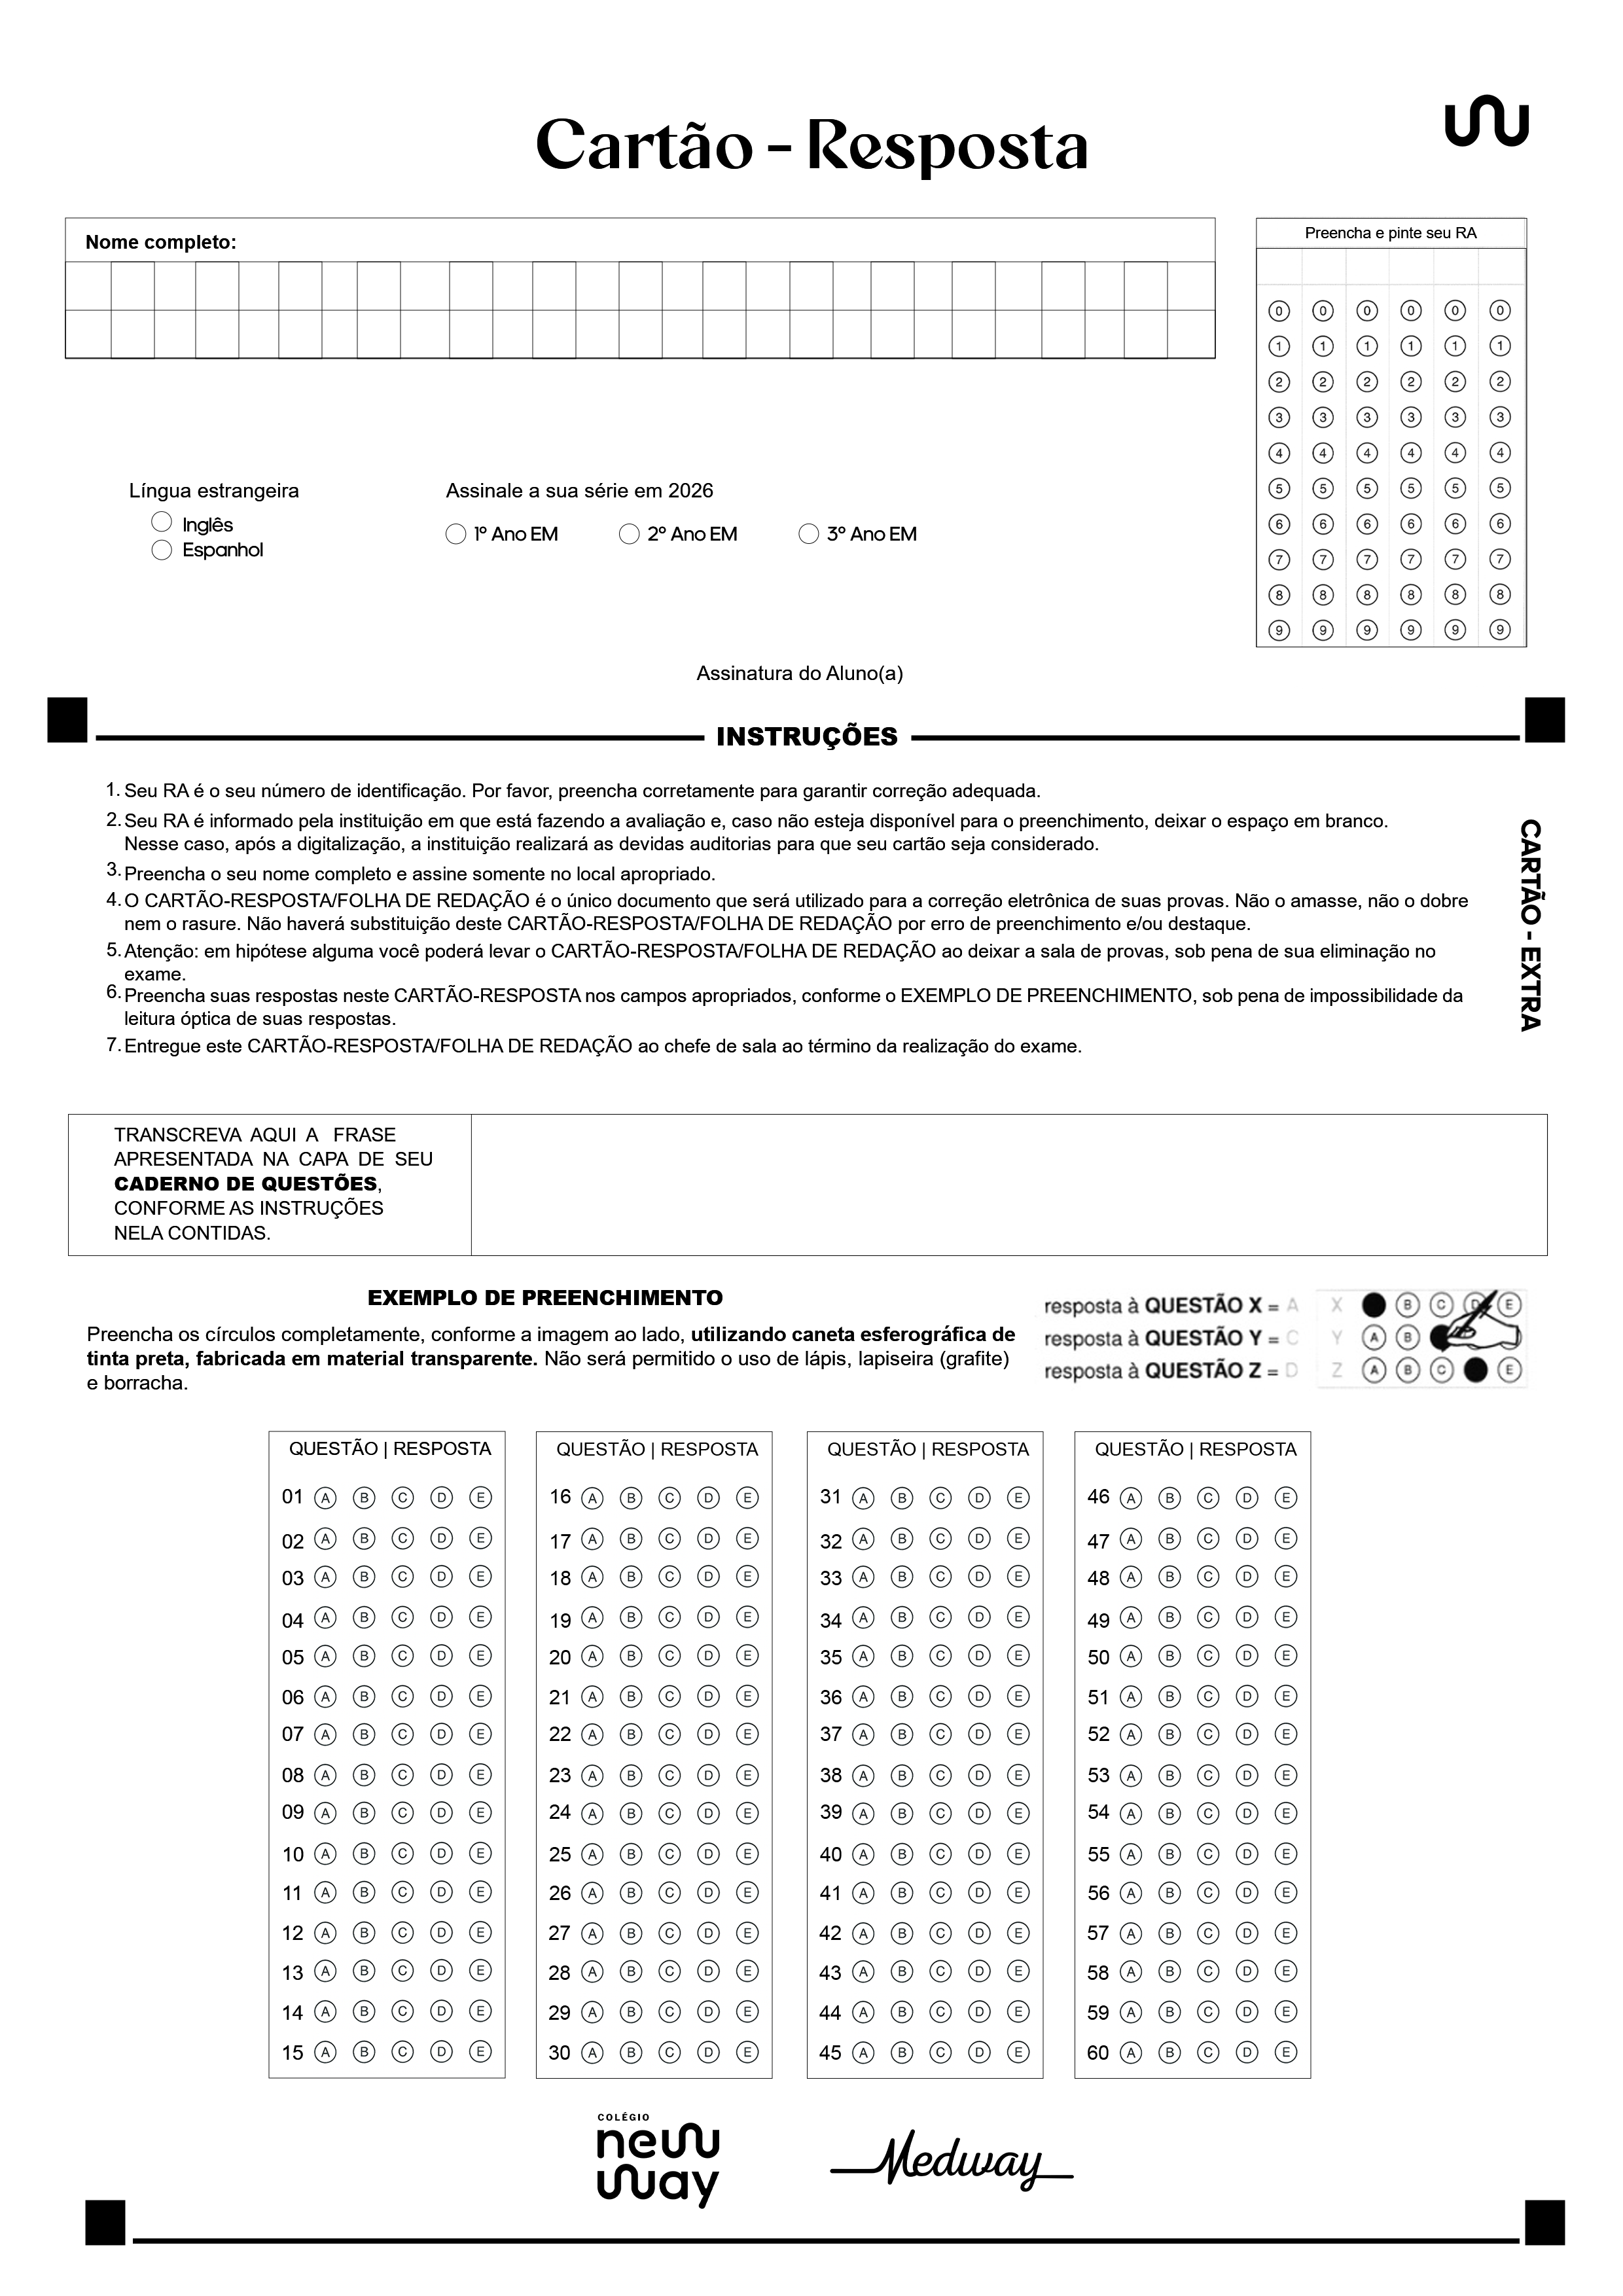 Cartão - Resposta
Nome completo:
Preencha e pinte seu RA
0 0 0 0 0 0
1 1 1 1 1 1
2 2 2 2 2 2
3 3 3 3 3 3
4 4 4 4 4 4
5 5 5 5 5 5
6 6 6 6 6 6
7 7 7 7 7 7
8 8 8 8 8 8
9 9 9 9 9 9
Língua estrangeira
Inglês
Espanhol
Assinale a sua série em 2026
1º Ano EM 2º Ano EM 3º Ano EM
Assinatura do Aluno(a)
INSTRUÇÕES
1. Seu RA é o seu número de identificação. Por favor, preencha corretamente para garantir correção adequada.
2. Seu RA é informado pela instituição em que está fazendo a avaliação e, caso não esteja disponível para o preenchimento, deixar o espaço em branco.
Nesse caso, após a digitalização, a instituição realizará as devidas auditorias para que seu cartão seja considerado.
3. Preencha o seu nome completo e assine somente no local apropriado.
4. O CARTÃO-RESPOSTA/FOLHA DE REDAÇÃO é o único documento que será utilizado para a correção eletrônica de suas provas. Não o amasse, não o dobre
nem o rasure. Não haverá substituição deste CARTÃO-RESPOSTA/FOLHA DE REDAÇÃO por erro de preenchimento e/ou destaque.
5. Atenção: em hipótese alguma você poderá levar o CARTÃO-RESPOSTA/FOLHA DE REDAÇÃO ao deixar a sala de provas, sob pena de sua eliminação no
exame.
6. Preencha suas respostas neste CARTÃO-RESPOSTA nos campos apropriados, conforme o EXEMPLO DE PREENCHIMENTO, sob pena de impossibilidade da
leitura óptica de suas respostas.
7. Entregue este CARTÃO-RESPOSTA/FOLHA DE REDAÇÃO ao chefe de sala ao término da realização do exame.
CARTÃO - EXTRA
TRANSCREVA AQUI A FRASE
APRESENTADA NA CAPA DE SEU
CADERNO DE QUESTÕES,
CONFORME AS INSTRUÇÕES
NELA CONTIDAS.
EXEMPLO DE PREENCHIMENTO
Preencha os círculos completamente, conforme a imagem ao lado, utilizando caneta esferográfica de
tinta preta, fabricada em material transparente. Não será permitido o uso de lápis, lapiseira (grafite)
e borracha.
resposta à QUESTÃO X = A X B C D E
resposta à QUESTÃO Y = C Y A B
resposta à QUESTÃO Z = D Z A B C E
QUESTÃO | RESPOSTA
01 A B C D E
02 A B C D E
03 A B C D E
04 A B C D E
05 A B C D E
06 A B C D E
07 A B C D E
08 A B C D E
09 A B C D E
10 A B C D E
11 A B C D E
12 A B C D E
13 A B C D E
14 A B C D E
15 A B C D E
QUESTÃO | RESPOSTA
16 A B C D E
17 A B C D E
18 A B C D E
19 A B C D E
20 A B C D E
21 A B C D E
22 A B C D E
23 A B C D E
24 A B C D E
25 A B C D E
26 A B C D E
27 A B C D E
28 A B C D E
29 A B C D E
30 A B C D E
QUESTÃO | RESPOSTA
31 A B C D E
32 A B C D E
33 A B C D E
34 A B C D E
35 A B C D E
36 A B C D E
37 A B C D E
38 A B C D E
39 A B C D E
40 A B C D E
41 A B C D E
42 A B C D E
43 A B C D E
44 A B C D E
45 A B C D E
QUESTÃO | RESPOSTA
46 A B C D E
47 A B C D E
48 A B C D E
49 A B C D E
50 A B C D E
51 A B C D E
52 A B C D E
53 A B C D E
54 A B C D E
55 A B C D E
56 A B C D E
57 A B C D E
58 A B C D E
59 A B C D E
60 A B C D E
COLÉGIO
new
way
Medway